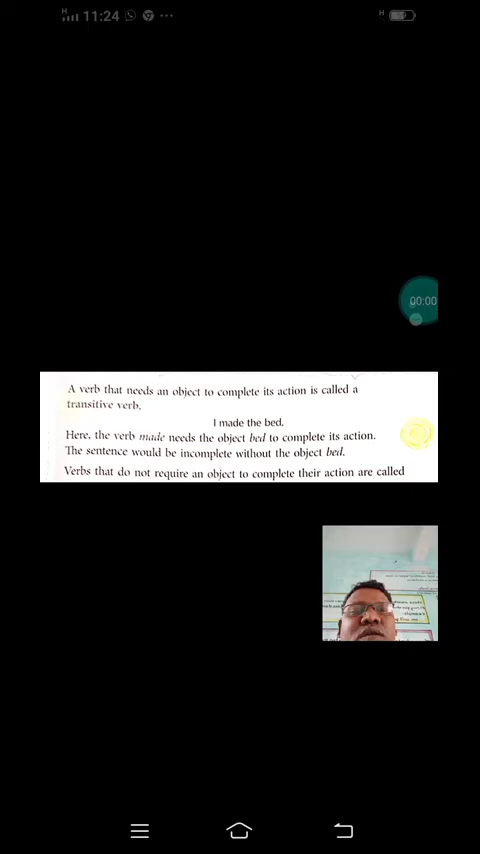 H 11:24 ... H
00:00
A verb that needs an object to complete its action is called a
transitive verb.
I made the bed.
Here, the verb made needs the object bed to complete its action.
The sentence would be incomplete without the object bed.
Verbs that do not require an object to complete their action are called